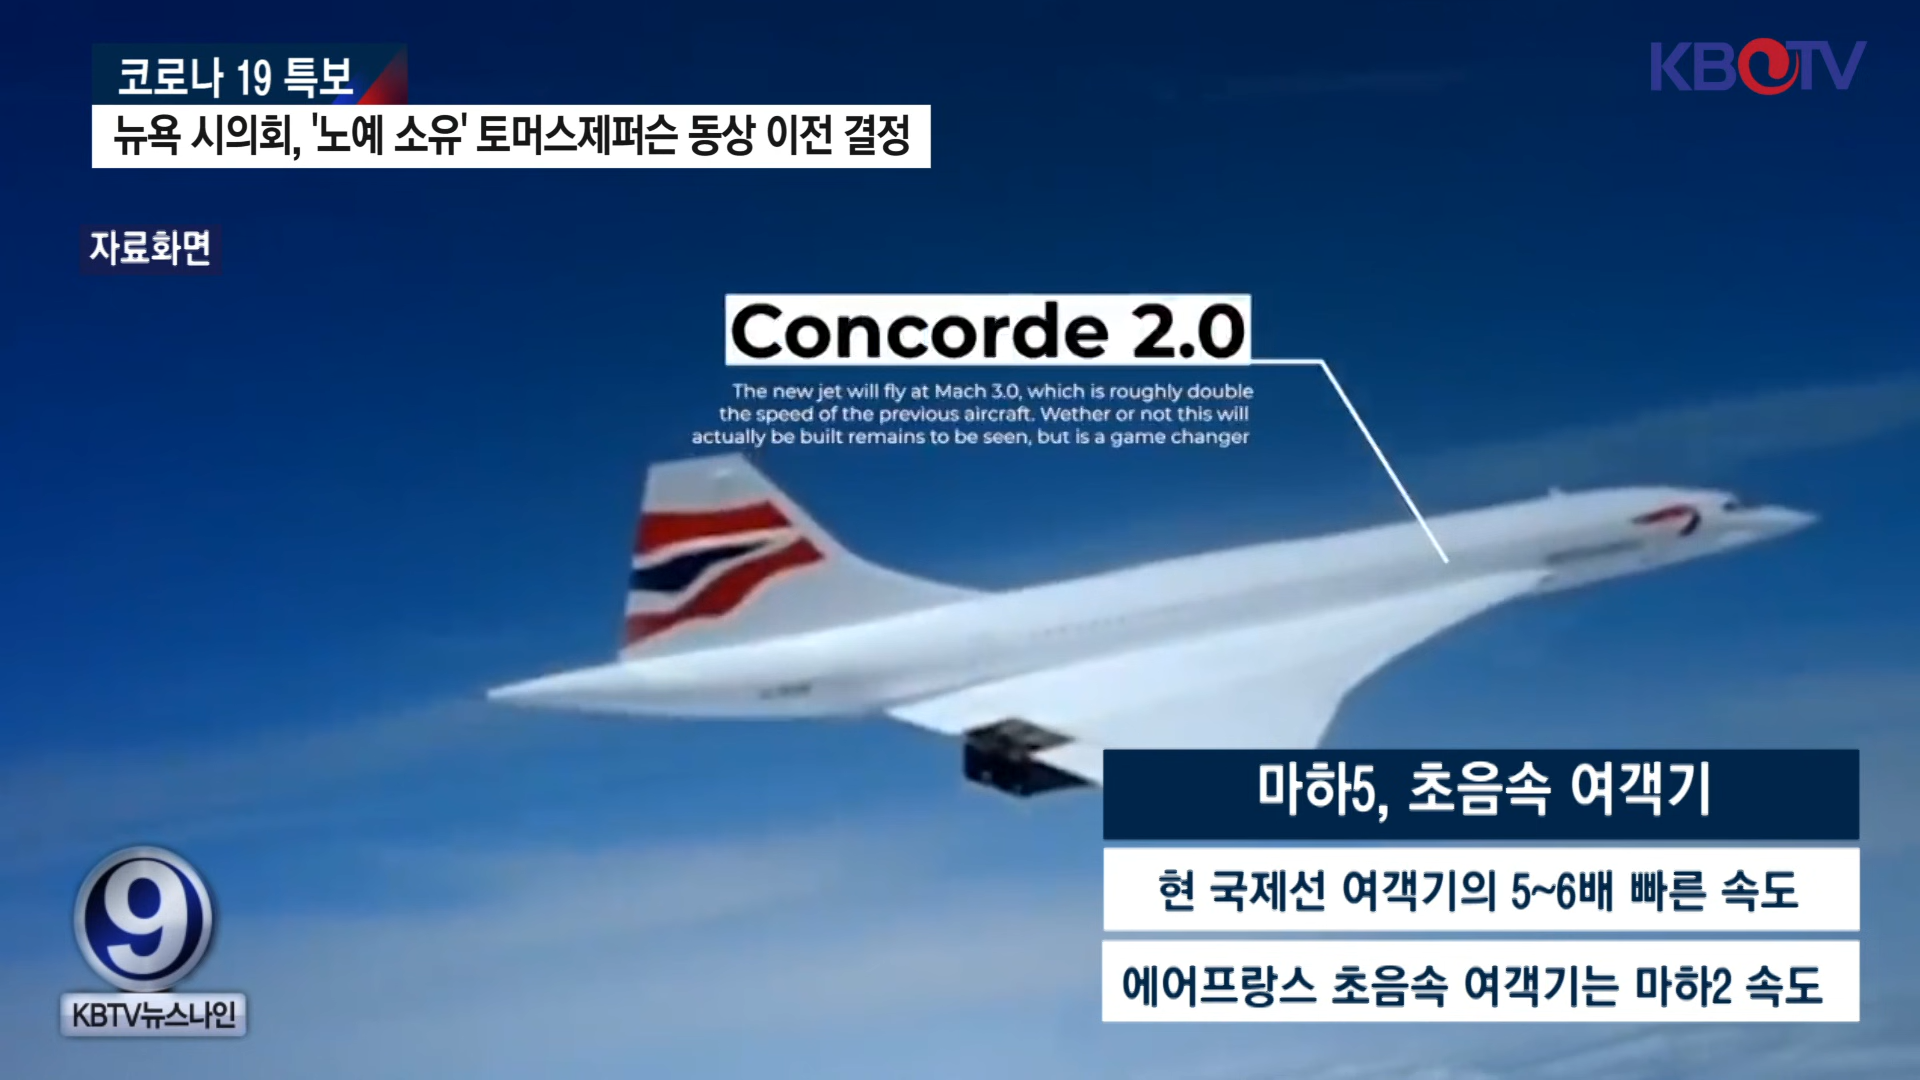 코로나 19 특보
KBTV
뉴욕 시의회, '노예 소유' 토머스제퍼슨 동상 이전 결정
자료화면
Concorde 2.0
The new jet will fly at Mach 3.0, which is roughly double
the speed of the previous aircraft. Wether or not this will
actually be built remains to be seen, but is a game changer
마하5, 초음속 여객기
현 국제선 여객기의 5~6배 빠른 속도
에어프랑스 초음속 여객기는 마하2 속도
9
KBTV뉴스나인